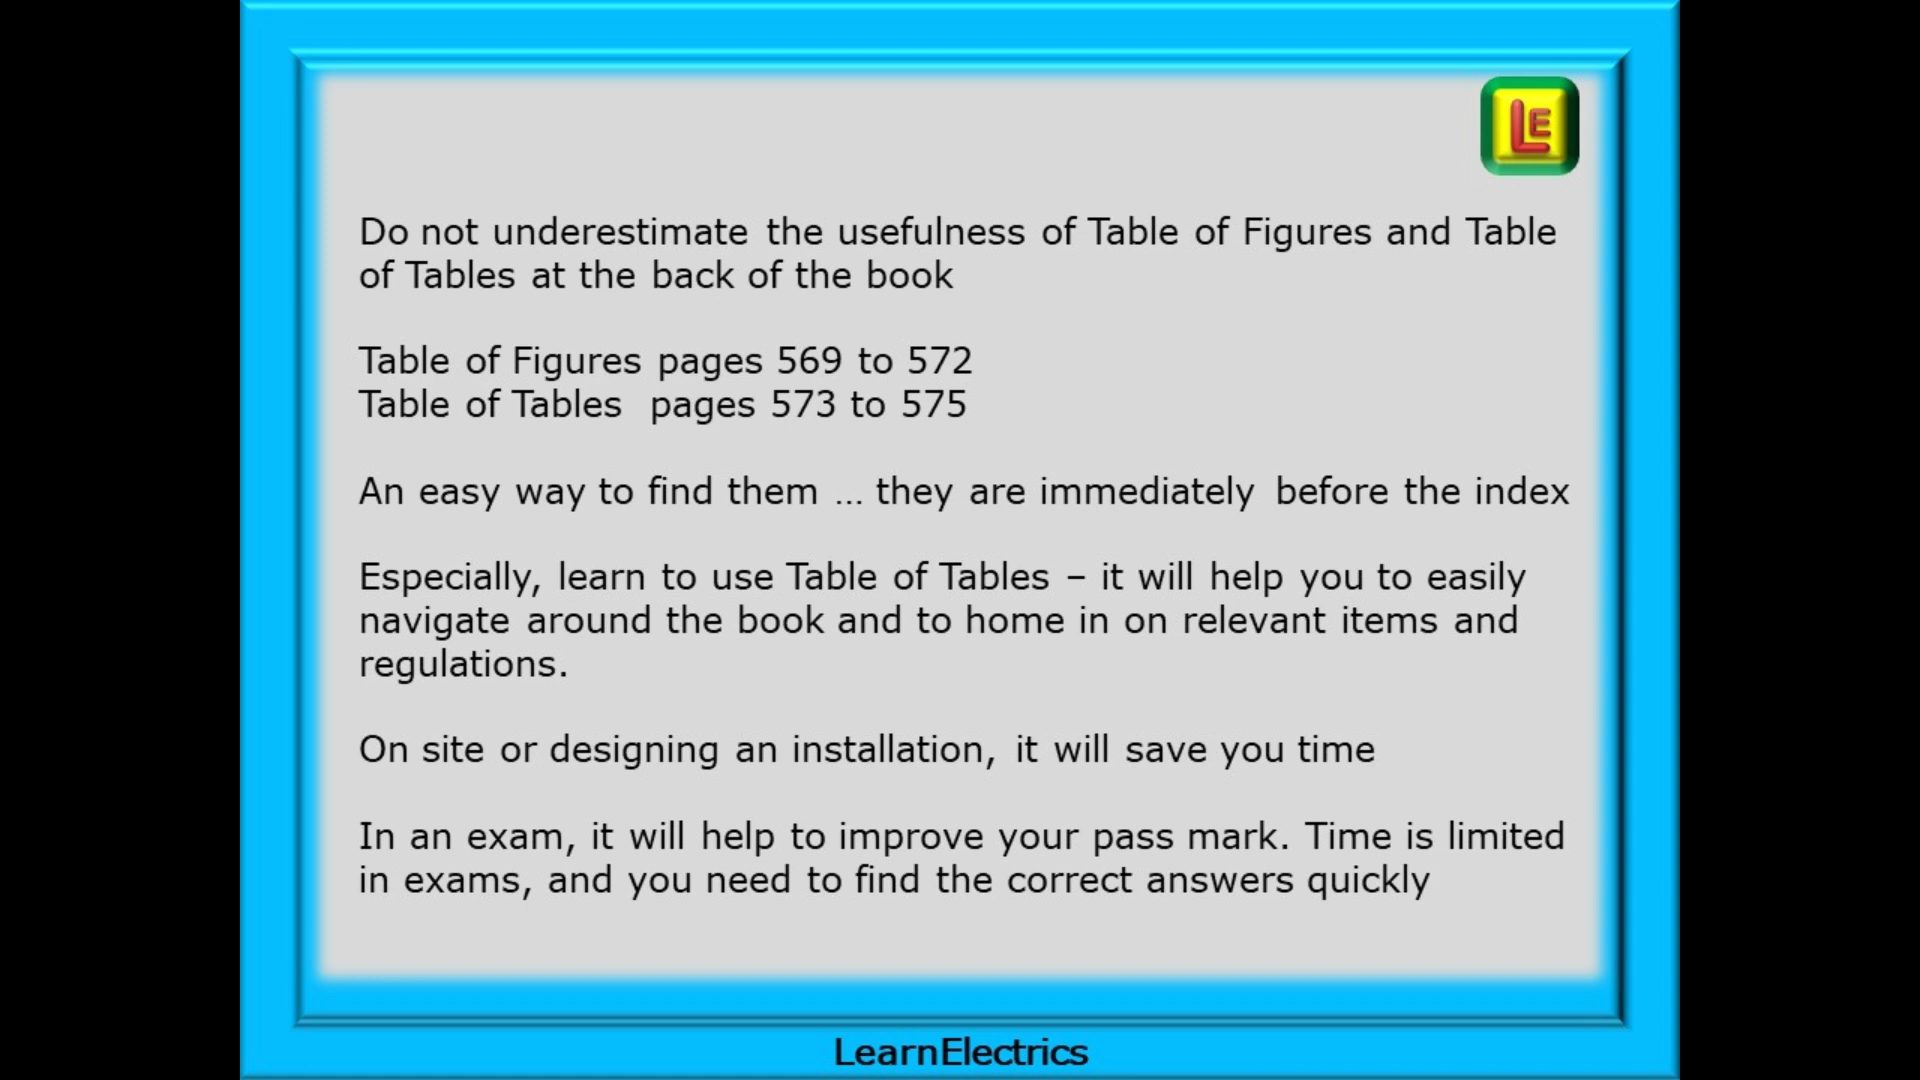 LE
Do not underestimate the usefulness of Table of Figures and Table
of Tables at the back of the book
Table of Figures pages 569 to 572
Table of Tables  pages 573 to 575
An easy way to find them ... they are immediately before the index
Especially, learn to use Table of Tables – it will help you to easily
navigate around the book and to home in on relevant items and
regulations.
On site or designing an installation, it will save you time
In an exam, it will help to improve your pass mark. Time is limited
in exams, and you need to find the correct answers quickly
LearnElectrics